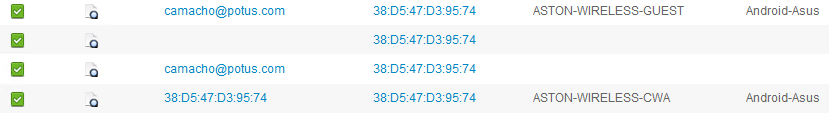 camacho@potus.com 38:D5:47:D3:95:74 ASTON-WIRELESS-GUEST Android-Asus
38:D5:47:D3:95:74
camacho@potus.com 38:D5:47:D3:95:74
38:D5:47:D3:95:74 38:D5:47:D3:95:74 ASTON-WIRELESS-CWA Android-Asus